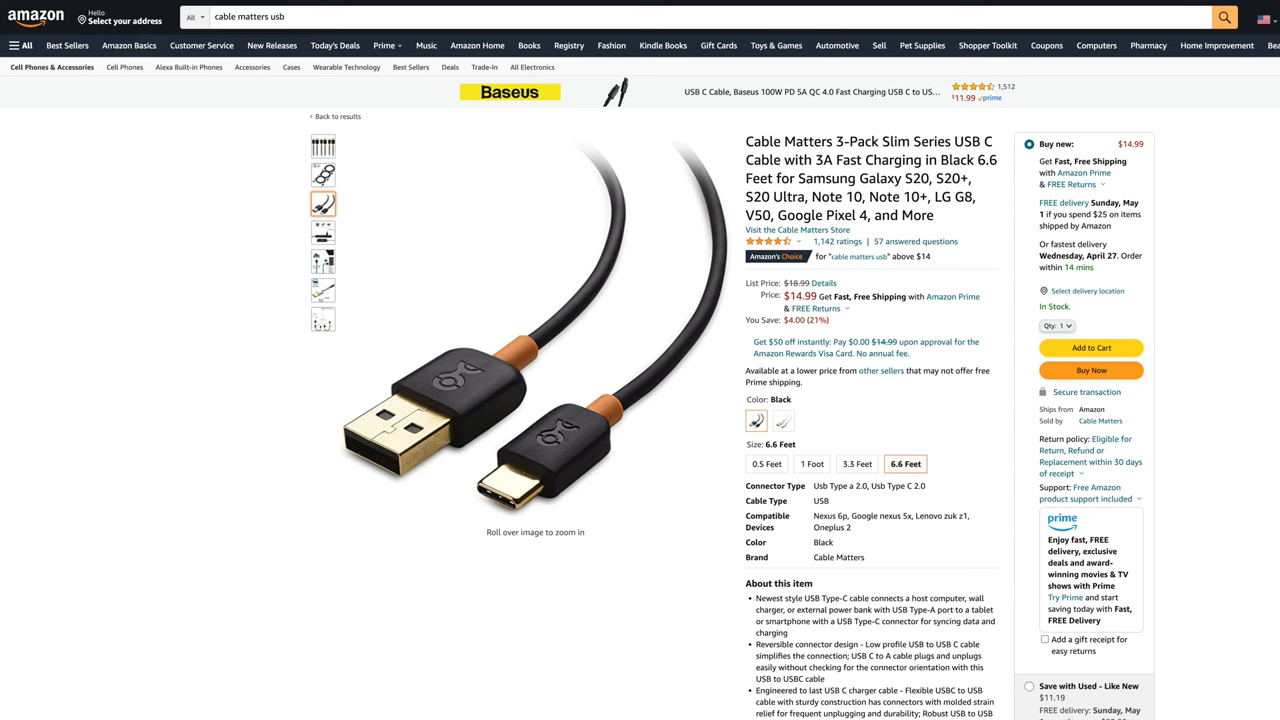 amazon
Hello
Select your address
All
cable matters usb
All
Best Sellers
Amazon Basics
Customer Service
New Releases
Today's Deals
Prime
Music
Amazon Home
Books
Registry
Fashion
Kindle Books
Gift Cards
Toys & Games
Automotive
Sell
Pet Supplies
Shopper Toolkit
Coupons
Computers
Pharmacy
Home Improvement
Cell Phones & Accessories
Cell Phones
Alexa Built-in Phones
Accessories
Cases
Wearable Technology
Best Sellers
Deals
Trade-In
All Electronics
Baseus
USB C Cable, Baseus 100W PD 5A QC 4.0 Fast Charging USB C to US...
1,512
$11.99 prime
‹ Back to results
Roll over image to zoom in
Cable Matters 3-Pack Slim Series USB C
Cable with 3A Fast Charging in Black 6.6
Feet for Samsung Galaxy S20, S20+,
S20 Ultra, Note 10, Note 10+, LG G8,
V50, Google Pixel 4, and More
Visit the Cable Matters Store
1,142 ratings | 57 answered questions
Amazon's Choice for "cable matters usb" above $14
List Price: $18.99 Details
Price: $14.99 Get Fast, Free Shipping with Amazon Prime
& FREE Returns
You Save: $4.00 (21%)
Get $50 off instantly: Pay $0.00 $14.99 upon approval for the
Amazon Rewards Visa Card. No annual fee.
Available at a lower price from other sellers that may not offer free
Prime shipping.
Color: Black
Size: 6.6 Feet
0.5 Feet
1 Foot
3.3 Feet
6.6 Feet
Connector Type Usb Type a 2.0, Usb Type C 2.0
Cable Type USB
Compatible Nexus 6p, Google nexus 5x, Lenovo zuk z1,
Devices Oneplus 2
Color Black
Brand Cable Matters
About this item
• Newest style USB Type-C cable connects a host computer, wall
charger, or external power bank with USB Type-A port to a tablet
or smartphone with a USB Type-C connector for syncing data and
charging
• Reversible connector design - Low profile USB to USB C cable
simplifies the connection; USB C to A cable plugs and unplugs
easily without checking for the connector orientation with this
USB to USBC cable
• Engineered to last USB C charger cable - Flexible USBC to USB
cable with sturdy construction has connectors with molded strain
relief for frequent unplugging and durability; Robust USB to USB
Buy new: $14.99
Get Fast, Free Shipping
with Amazon Prime
& FREE Returns
FREE delivery Sunday, May
1 if you spend $25 on items
shipped by Amazon
Or fastest delivery
Wednesday, April 27. Order
within 14 mins
Select delivery location
In Stock.
Qty: 1
Add to Cart
Buy Now
Secure transaction
Ships from Amazon
Sold by Cable Matters
Return policy: Eligible for
Return, Refund or
Replacement within 30 days
of receipt
Support: Free Amazon
product support included
prime
Enjoy fast, FREE
delivery, exclusive
deals and award-
winning movies & TV
shows with Prime
Try Prime and start
saving today with Fast,
FREE Delivery
Add a gift receipt for
easy returns
Save with Used - Like New
$11.19
FREE delivery: Sunday, May